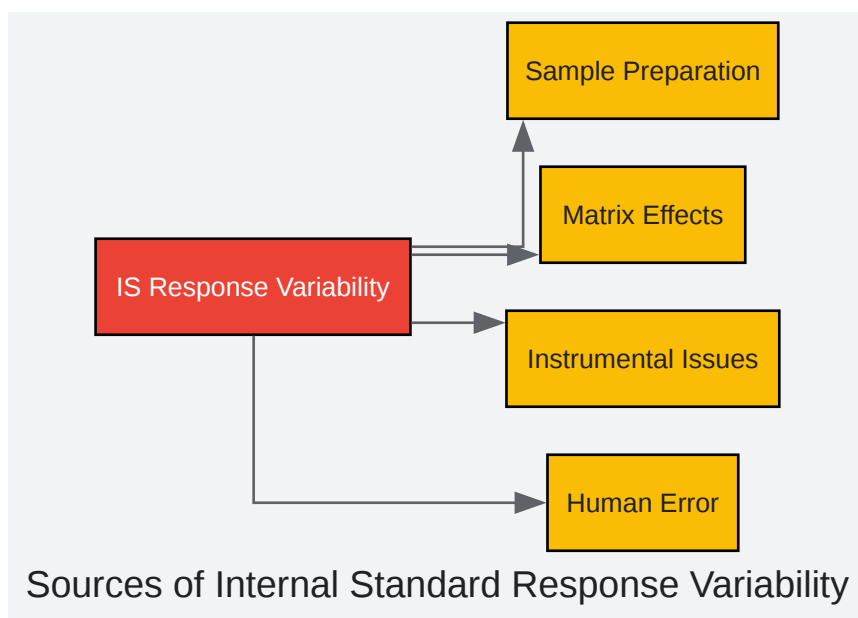 Sample Preparation
Matrix Effects
IS Response Variability
Instrumental Issues
Human Error
Sources of Internal Standard Response Variability